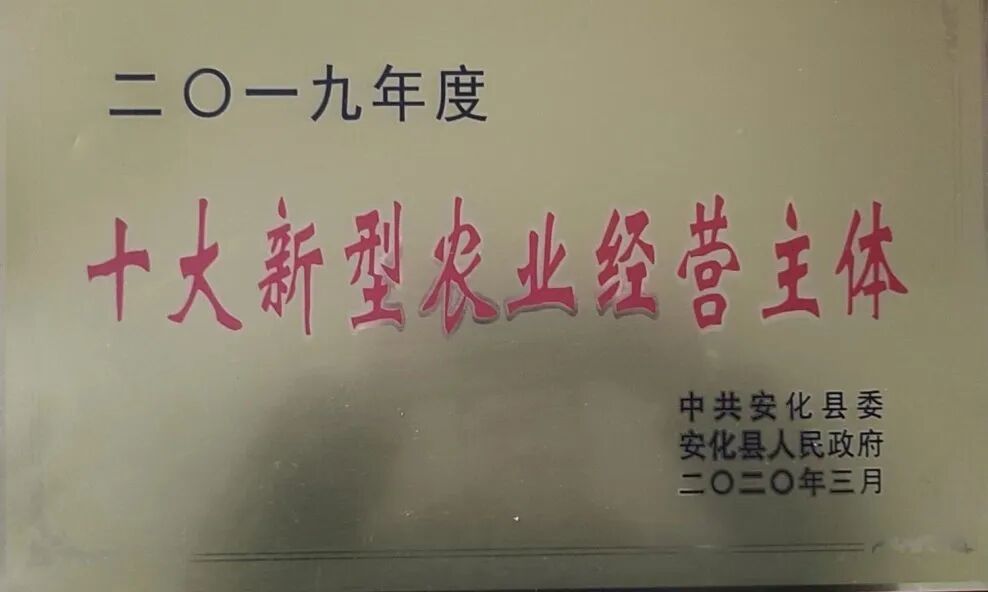 二〇一九年度
十大新型农业经营主体
中共安化县委
安化县人民政府
二〇二〇年三月